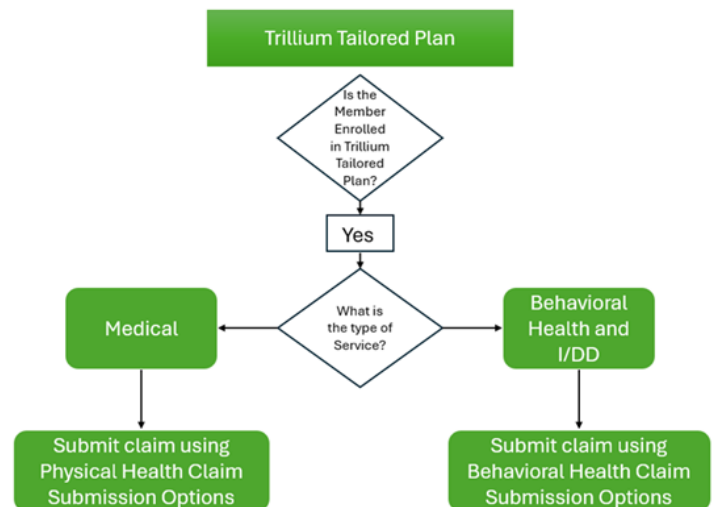 Trillium Tailored Plan
Is the
Member
Enrolled
in Trillium
Tailored
Plan?
Yes
What is
the type of
Service?
Medical
Behavioral
Health and
I/DD
Submit claim using
Physical Health Claim
Submission Options
Submit claim using
Behavioral Health Claim
Submission Options